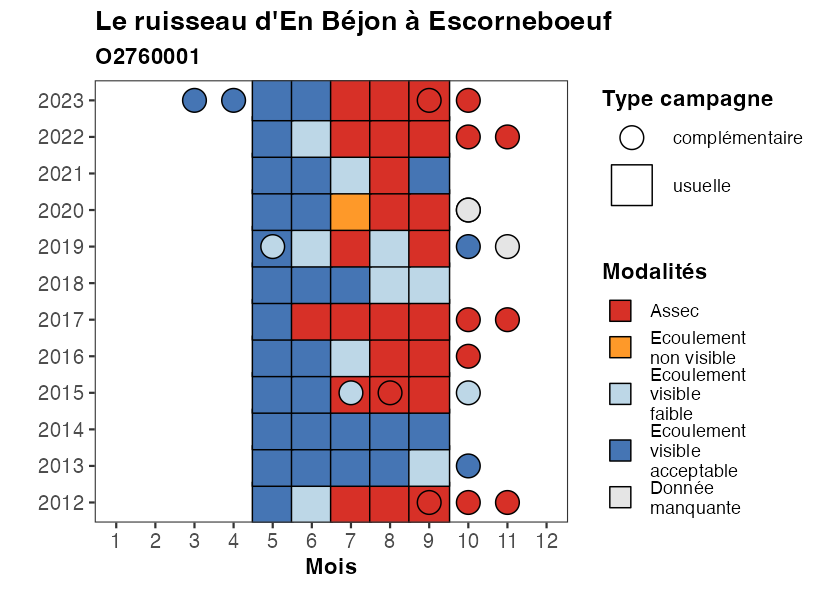 Le ruisseau d'En Béjon à Escorneboeuf
O2760001
2023
2022
2021
2020
2019
2018
2017
2016
2015
2014
2013
2012
1 2 3 4 5 6 7 8 9 10 11 12
Mois
Type campagne
complémentaire
usuelle
Modalités
Assec
Ecoulement
non visible
Ecoulement
visible
faible
Ecoulement
visible
acceptable
Donnée
manquante